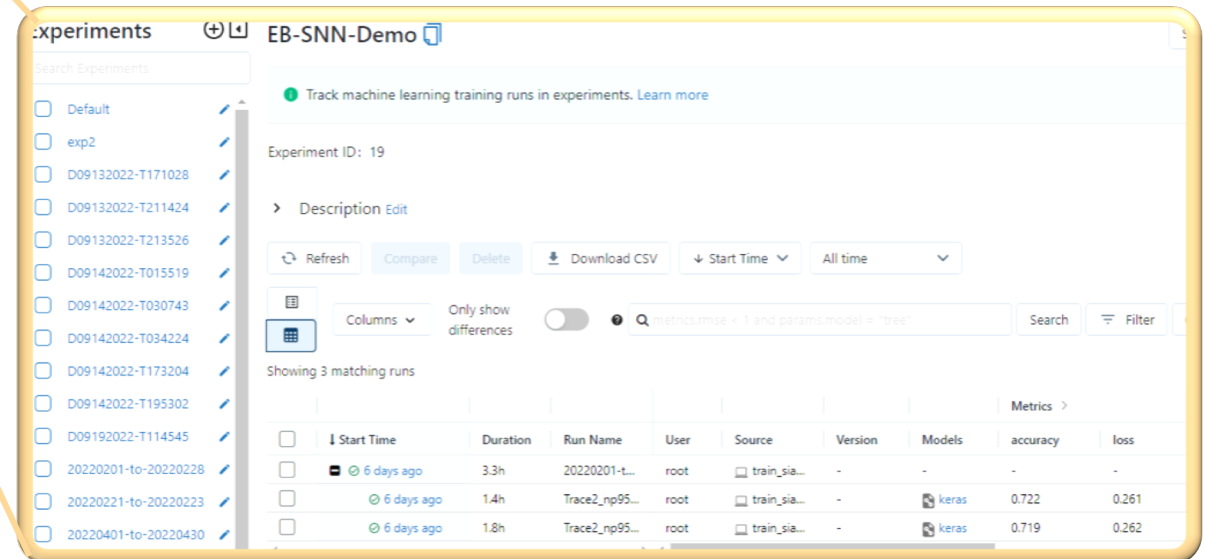 Experiments
Search Experiments
Default
exp2
D09132022-T171028
D09132022-T211424
D09132022-T213526
D09142022-T015519
D09142022-T030743
D09142022-T034224
D09142022-T173204
D09142022-T195302
D09192022-T114545
20220201-to-20220228
20220221-to-20220223
20220401-to-20220430
EB-SNN-Demo
Track machine learning training runs in experiments. Learn more
Experiment ID: 19
Description Edit
Refresh Compare Delete Download CSV Start Time All time
Columns Only show differences metrics.rmse < 1 and params.model = "tree" Search Filter
Showing 3 matching runs
Metrics
Start Time Duration Run Name User Source Version Models accuracy loss
6 days ago 3.3h 20220201-t... root train_sia... - - - -
6 days ago 1.4h Trace2_np95... root train_sia... - keras 0.722 0.261
6 days ago 1.8h Trace2_np95... root train_sia... - keras 0.719 0.262